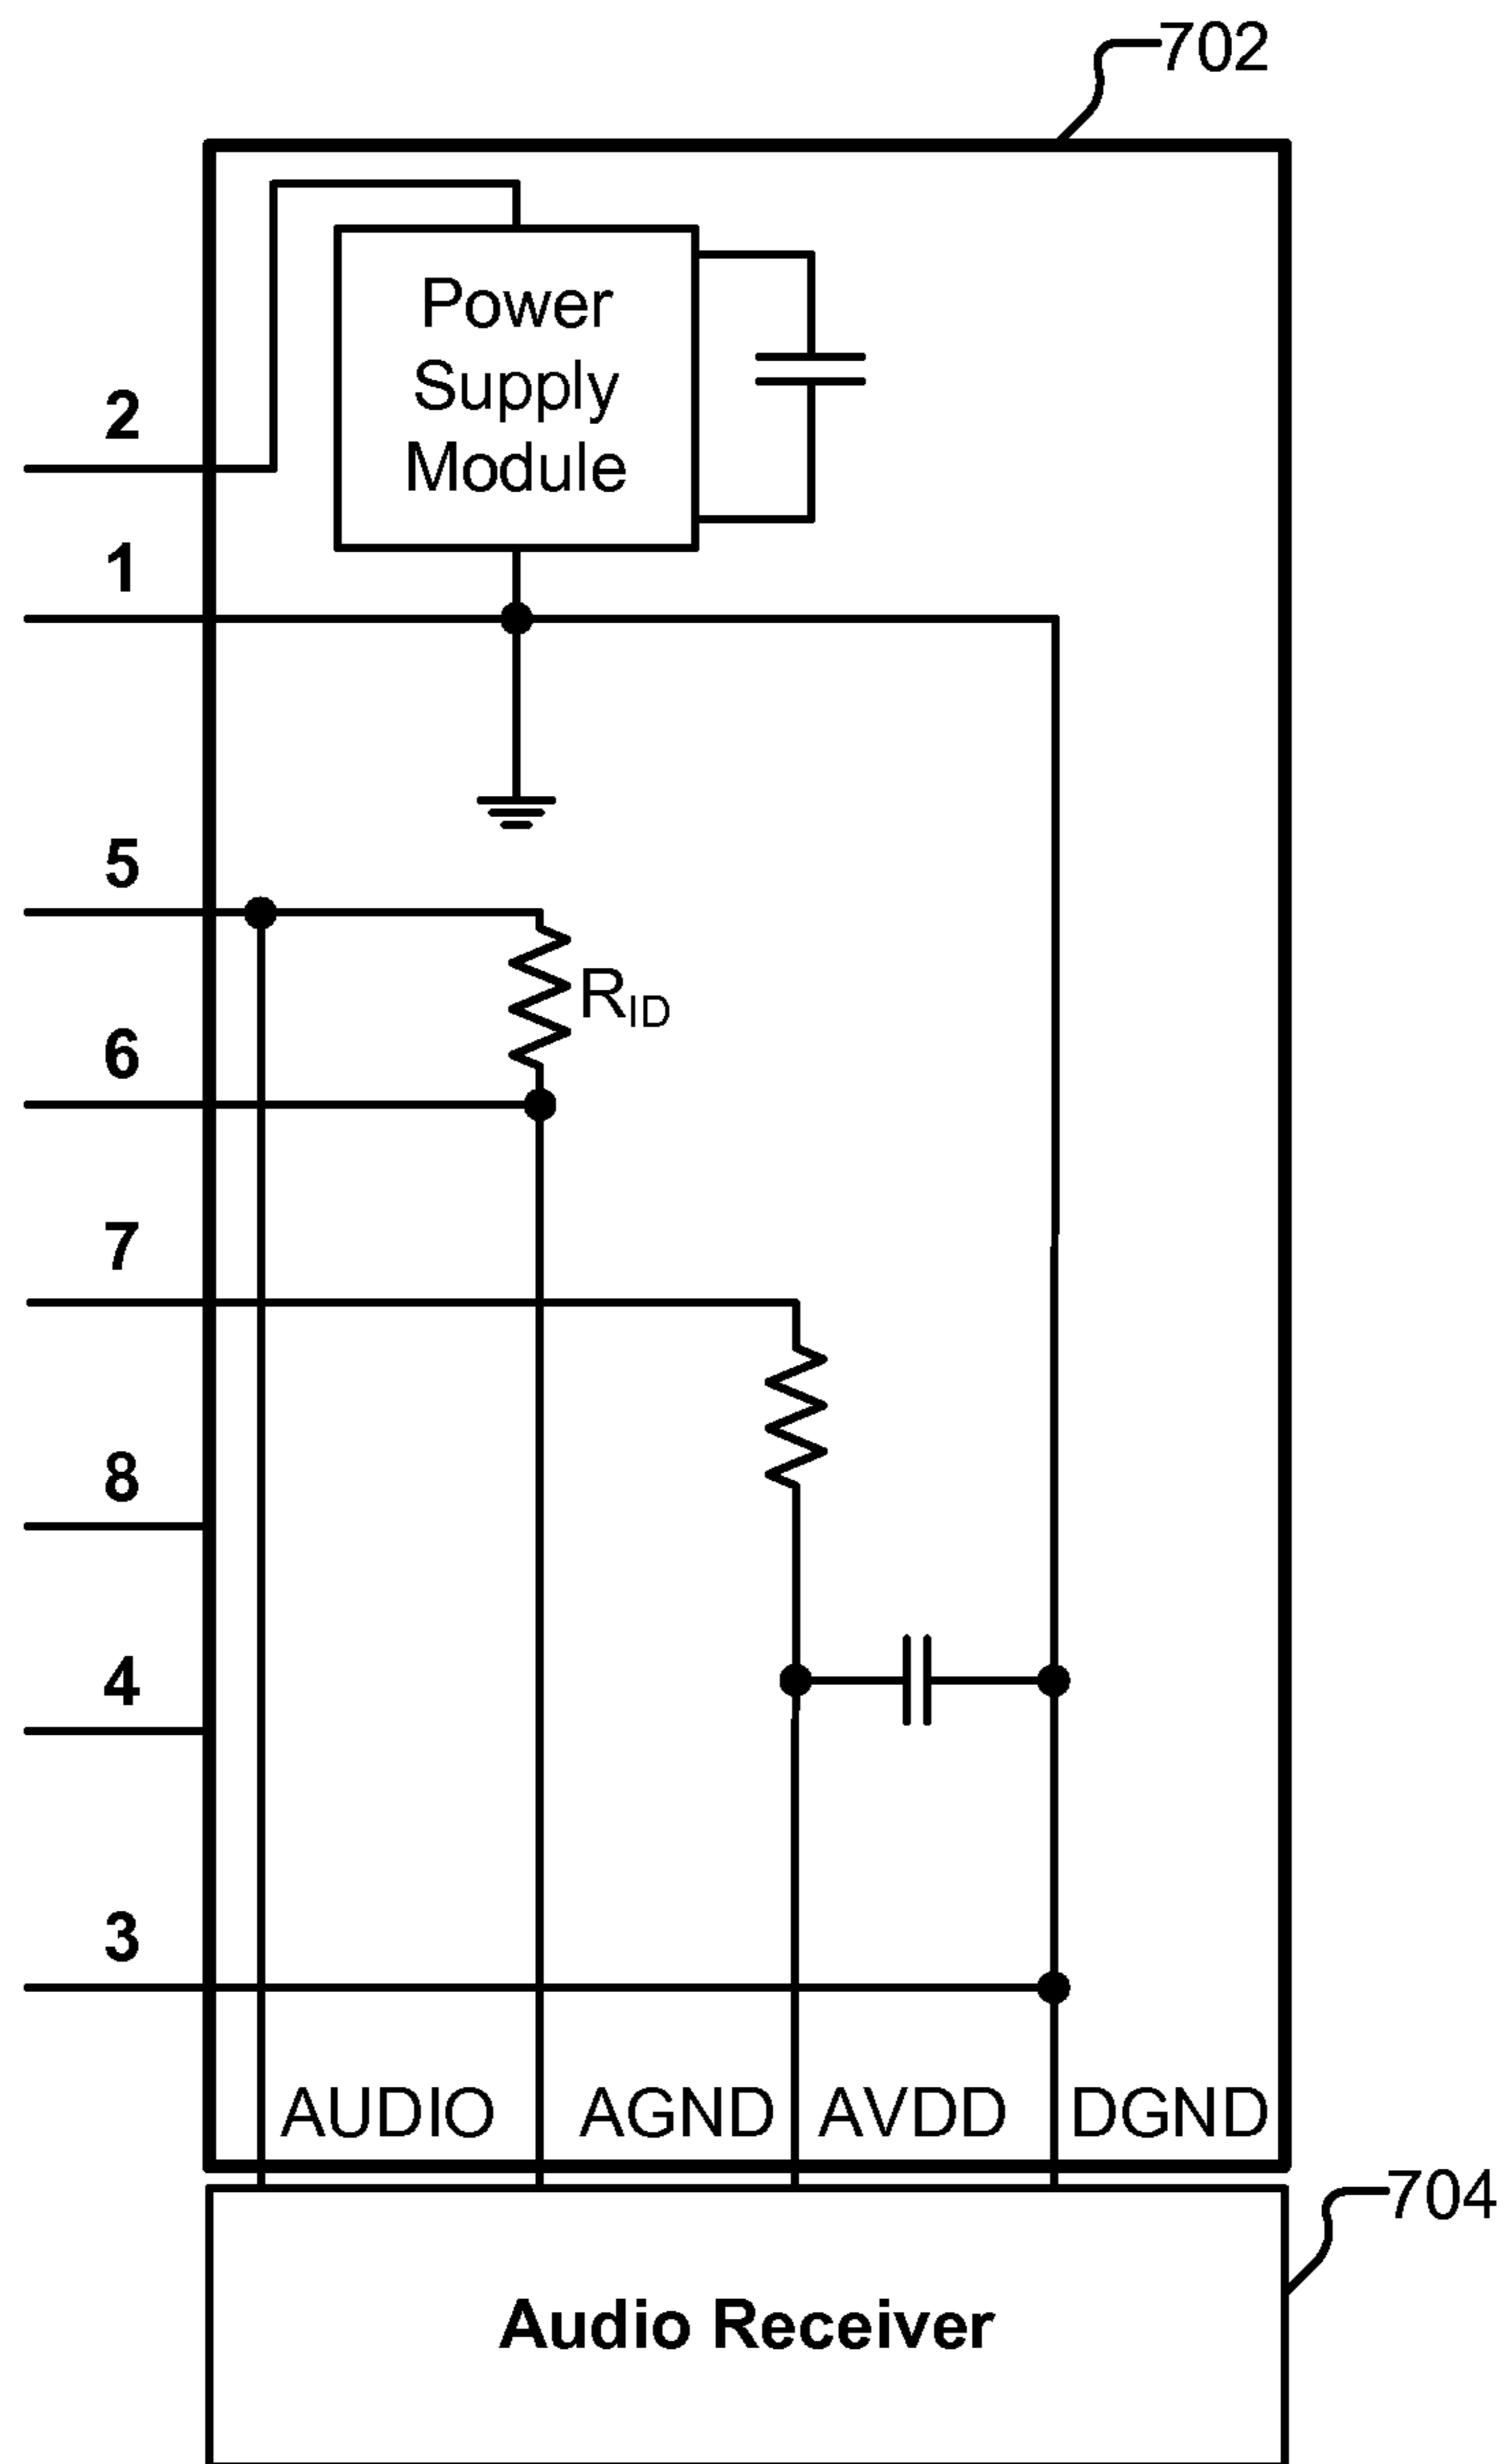 702
Power
Supply
Module
2
1
5
R_ID
6
7
8
4
3
AUDIO AGND AVDD DGND
704
Audio Receiver